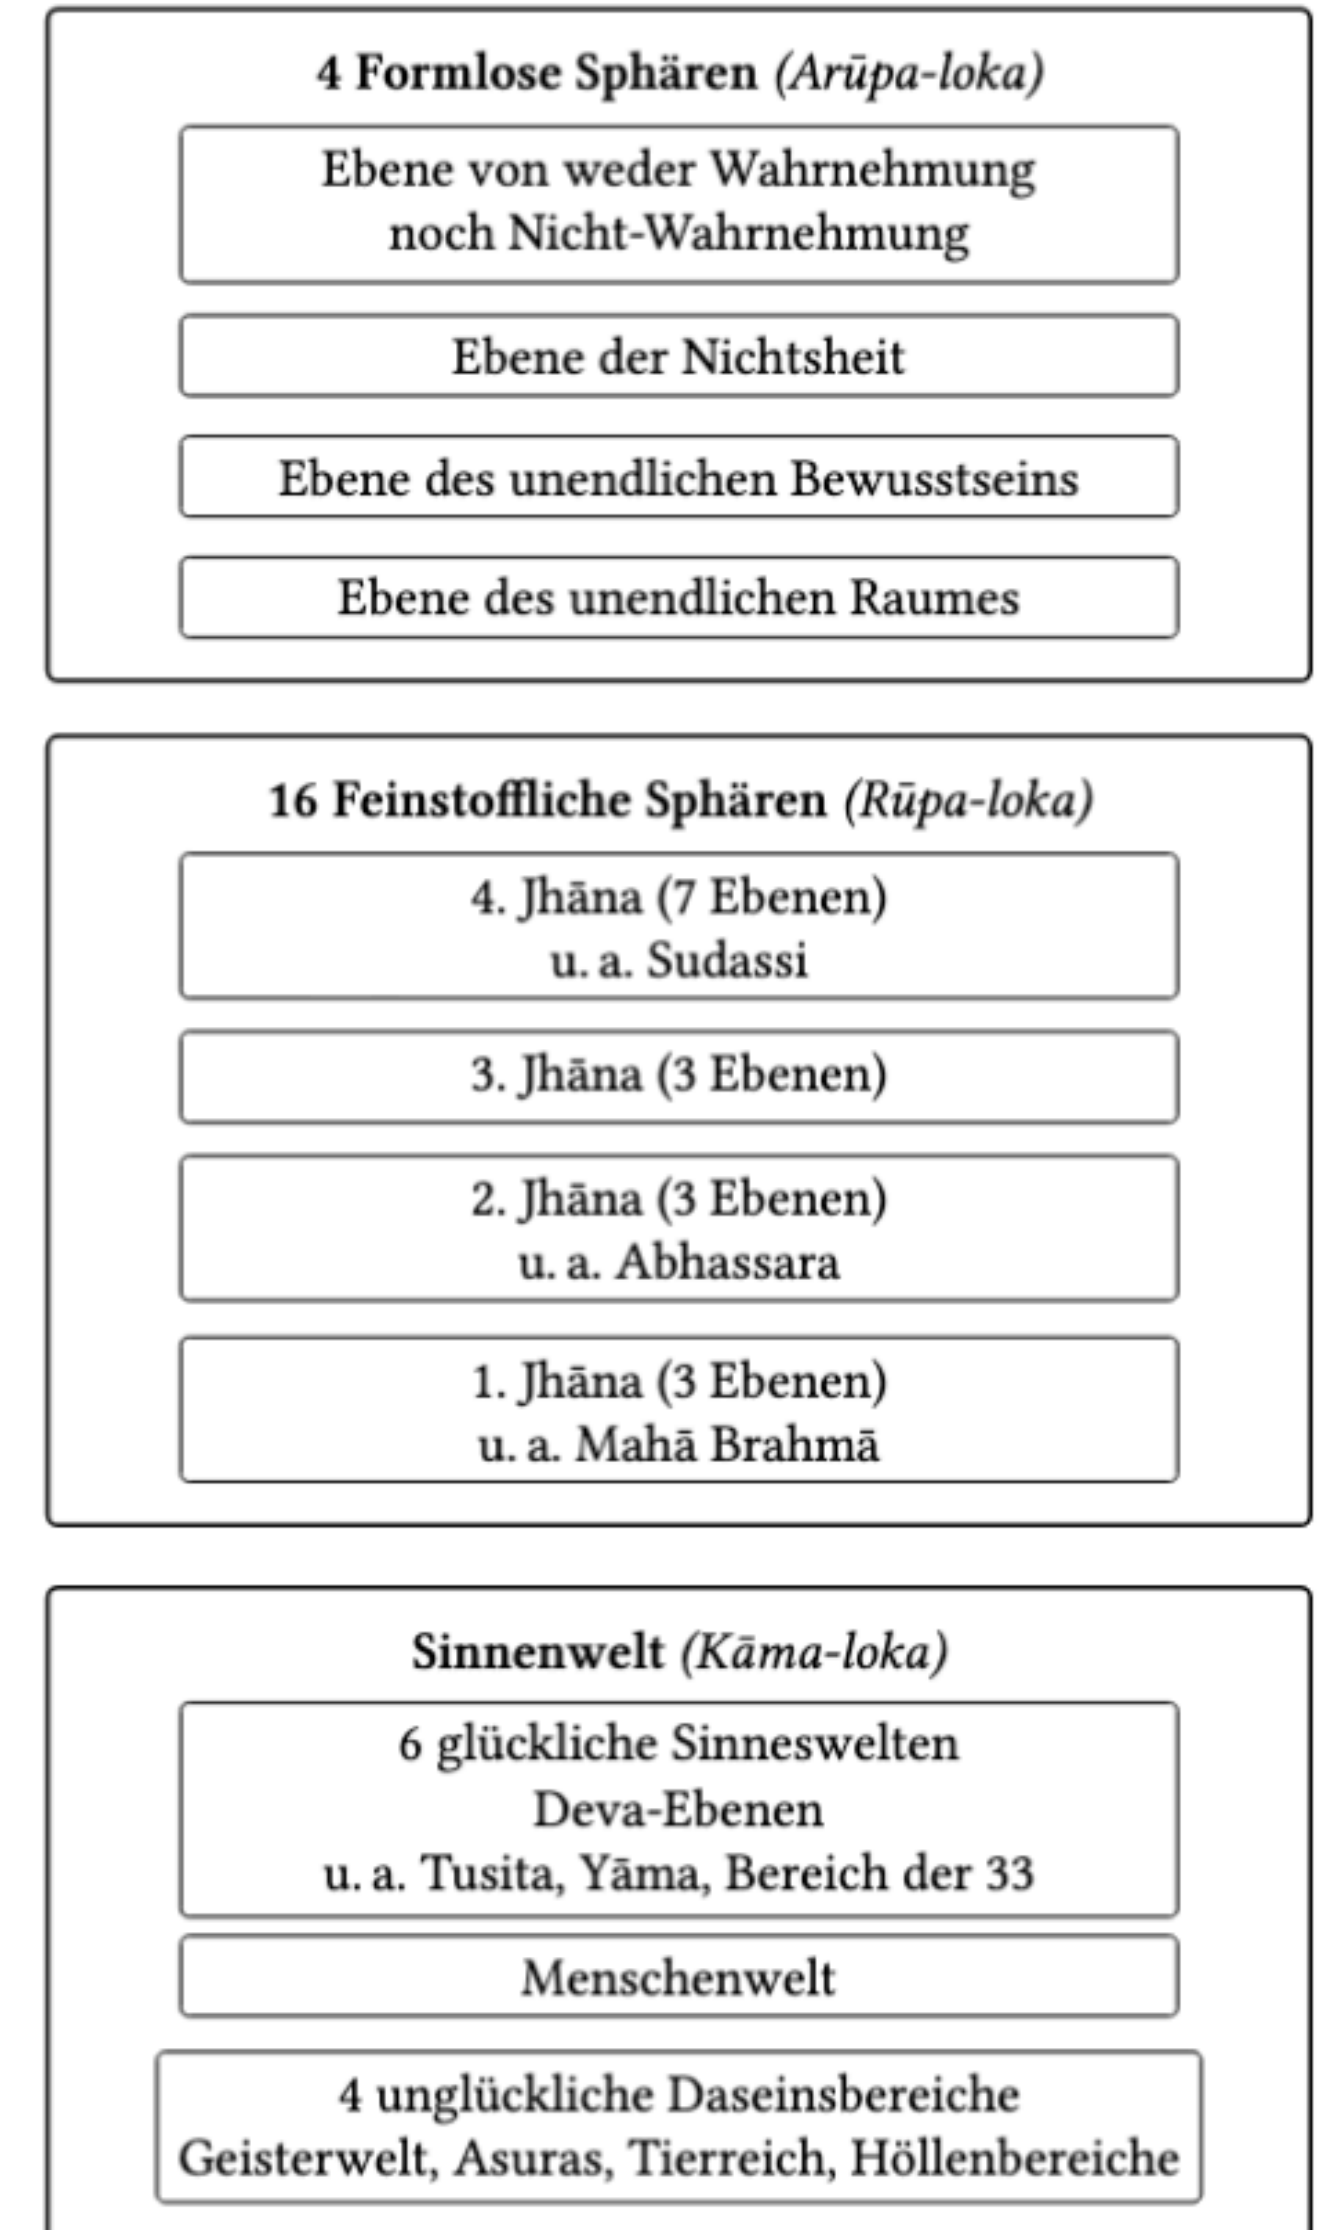 4 Formlose Sphären (Arūpa-loka)
Ebene von weder Wahrnehmung
noch Nicht-Wahrnehmung
Ebene der Nichtsheit
Ebene des unendlichen Bewusstseins
Ebene des unendlichen Raumes
16 Feinstoffliche Sphären (Rūpa-loka)
4. Jhāna (7 Ebenen)
u. a. Sudassi
3. Jhāna (3 Ebenen)
2. Jhāna (3 Ebenen)
u. a. Abhassara
1. Jhāna (3 Ebenen)
u. a. Mahā Brahmā
Sinnenwelt (Kāma-loka)
6 glückliche Sinneswelten
Deva-Ebenen
u. a. Tusita, Yāma, Bereich der 33
Menschenwelt
4 unglückliche Daseinsbereiche
Geisterwelt, Asuras, Tierreich, Höllenbereiche